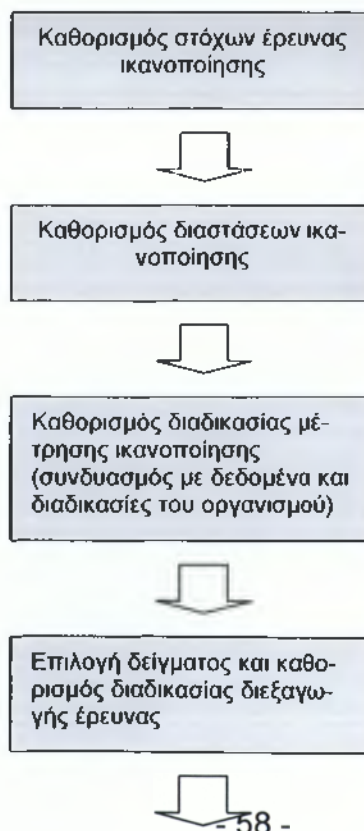 Καθορισμός στόχων έρευνας
ικανοποίησης
Καθορισμός διαστάσεων ικα-
νοποίησης
Καθορισμός διαδικασίας μέ-
τρησης ικανοποίησης
(συνδυασμός με δεδομένα και
διαδικασίες του οργανισμού)
Επιλογή δείγματος και καθο-
ρισμός διαδικασίας διεξαγω-
γής έρευνας
- 58 -